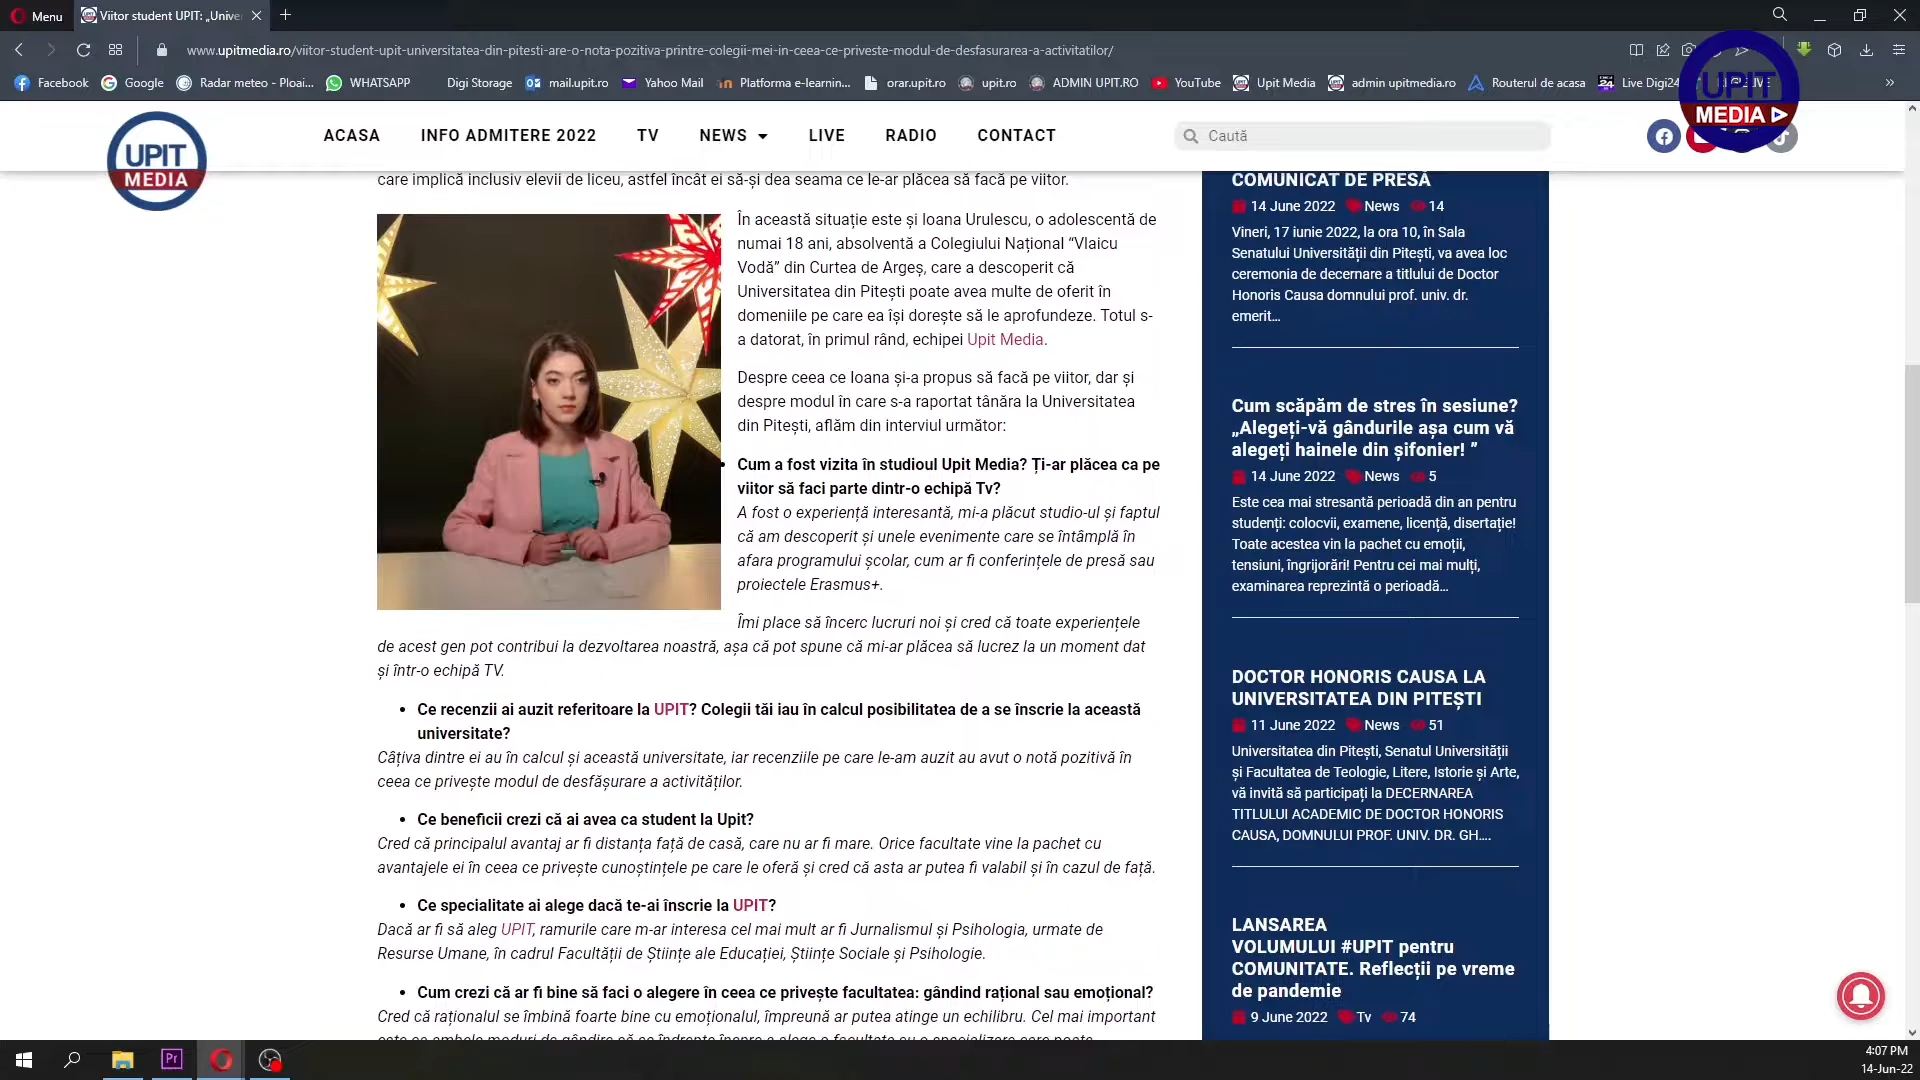 Menu
Viitor student UPIT: „Unive
www.upitmedia.ro/viitor-student-upit-universitatea-din-pitesti-are-o-nota-pozitiva-printre-colegii-mei-in-ceea-ce-priveste-modul-de-desfasurarea-a-activitatilor/
Facebook
Google
Radar meteo - Ploai...
WHATSAPP
Digi Storage
mail.upit.ro
Yahoo Mail
Platforma e-learnin...
orar.upit.ro
upit.ro
ADMIN UPIT.RO
YouTube
Upit Media
admin upitmedia.ro
Routerul de acasa
Live Digi24
UPIT
MEDIA
UPIT
MEDIA
ACASA
INFO ADMITERE 2022
TV
NEWS
LIVE
RADIO
CONTACT
Caută
care implică inclusiv elevii de liceu, astfel încât ei să-și dea seama ce le-ar plăcea să facă pe viitor.
În această situație este și Ioana Urulescu, o adolescentă de
numai 18 ani, absolventă a Colegiului Național “Vlaicu
Vodă” din Curtea de Argeș, care a descoperit că
Universitatea din Pitești poate avea multe de oferit în
domeniile pe care ea își dorește să le aprofundeze. Totul s-
a datorat, în primul rând, echipei Upit Media.
Despre ceea ce Ioana și-a propus să facă pe viitor, dar și
despre modul în care s-a raportat tânăra la Universitatea
din Pitești, aflăm din interviul următor:
• Cum a fost vizita în studioul Upit Media? Ți-ar plăcea ca pe
viitor să faci parte dintr-o echipă Tv?
A fost o experiență interesantă, mi-a plăcut studio-ul și faptul
că am descoperit și unele evenimente care se întâmplă în
afara programului școlar, cum ar fi conferințele de presă sau
proiectele Erasmus+.
Îmi place să încerc lucruri noi și cred că toate experiențele
de acest gen pot contribui la dezvoltarea noastră, așa că pot spune că mi-ar plăcea să lucrez la un moment dat
și într-o echipă TV.
• Ce recenzii ai auzit referitoare la UPIT? Colegii tăi iau în calcul posibilitatea de a se înscrie la această
universitate?
Câțiva dintre ei au în calcul și această universitate, iar recenziile pe care le-am auzit au avut o notă pozitivă în
ceea ce privește modul de desfășurare a activităților.
• Ce beneficii crezi că ai avea ca student la Upit?
Cred că principalul avantaj ar fi distanța față de casă, care nu ar fi mare. Orice facultate vine la pachet cu
avantajele ei în ceea ce privește cunoștințele pe care le oferă și cred că asta ar putea fi valabil și în cazul de față.
• Ce specialitate ai alege dacă te-ai înscrie la UPIT?
Dacă ar fi să aleg UPIT, ramurile care m-ar interesa cel mai mult ar fi Jurnalismul și Psihologia, urmate de
Resurse Umane, în cadrul Facultății de Științe ale Educației, Științe Sociale și Psihologie.
• Cum crezi că ar fi bine să faci o alegere în ceea ce privește facultatea: gândind rațional sau emoțional?
Cred că raționalul se îmbină foarte bine cu emoționalul, împreună ar putea atinge un echilibru. Cel mai important
COMUNICAT DE PRESĂ
14 June 2022 News 14
Vineri, 17 iunie 2022, la ora 10, în Sala
Senatului Universității din Pitești, va avea loc
ceremonia de decernare a titlului de Doctor
Honoris Causa domnului prof. univ. dr.
emerit…
Cum scăpăm de stres în sesiune?
„Alegeți-vă gândurile așa cum vă
alegeți hainele din șifonier! ”
14 June 2022 News 5
Este cea mai stresantă perioadă din an pentru
studenți: colocvii, examene, licență, disertație!
Toate acestea vin la pachet cu emoții,
tensiuni, îngrijorări! Pentru cei mai mulți,
examinarea reprezintă o perioadă…
DOCTOR HONORIS CAUSA LA
UNIVERSITATEA DIN PITEȘTI
11 June 2022 News 51
Universitatea din Pitești, Senatul Universității
și Facultatea de Teologie, Litere, Istorie și Arte,
vă invită să participați la DECERNAREA
TITLULUI ACADEMIC DE DOCTOR HONORIS
CAUSA, DOMNULUI PROF. UNIV. DR. GH.…
LANSAREA
VOLUMULUI #UPIT pentru
COMUNITATE. Reflecții pe vreme
de pandemie
9 June 2022 Tv 74
Pr
4:07 PM
14-Jun-22